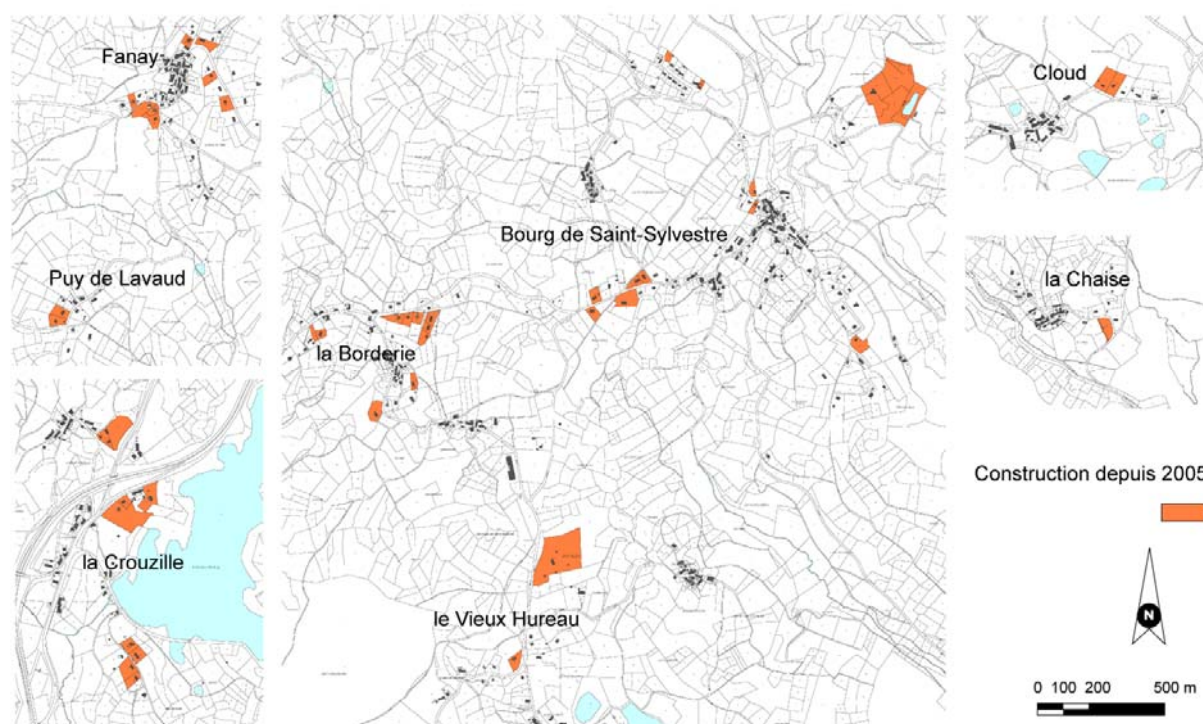 Fanay
Puy de Lavaud
la Crouzille
Bourg de Saint-Sylvestre
la Borderie
le Vieux Hureau
Cloud
la Chaise
Construction depuis 2005
N
0 100 200 500 m